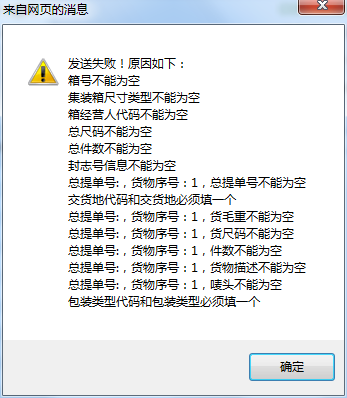 来自网页的消息
发送失败！原因如下：
箱号不能为空
集装箱尺寸类型不能为空
箱经营人代码不能为空
总尺码不能为空
总件数不能为空
封志号信息不能为空
总提单号:，货物序号：1，总提单号不能为空
交货地代码和交货地必须填一个
总提单号:，货物序号：1，货毛重不能为空
总提单号:，货物序号：1，货尺码不能为空
总提单号:，货物序号：1，件数不能为空
总提单号:，货物序号：1，货物描述不能为空
总提单号:，货物序号：1，唛头不能为空
包装类型代码和包装类型必须填一个
确定